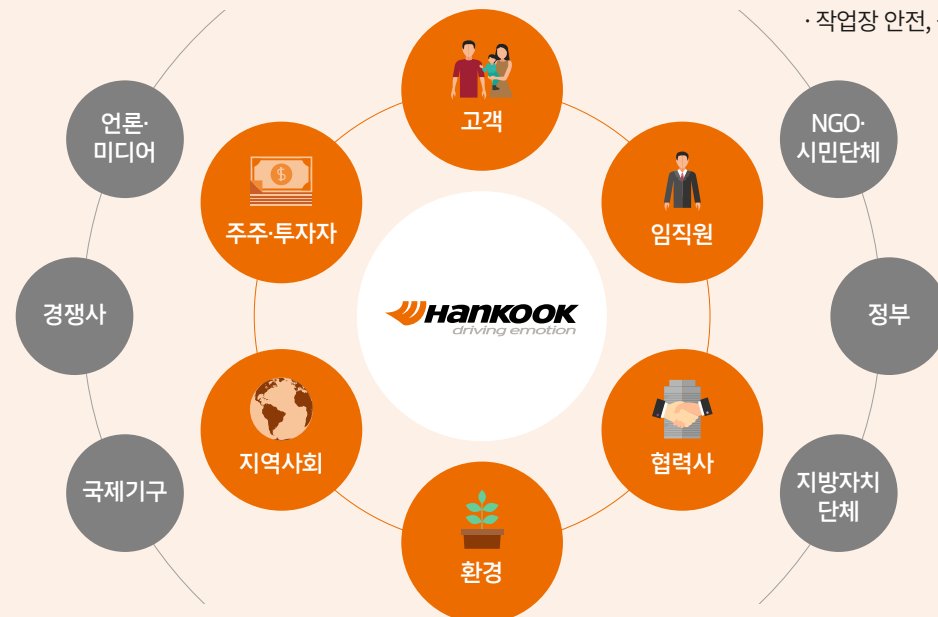 · 작업장 안전,
고객
언론·
미디어
NGO·
시민단체
주주·투자자
임직원
경쟁사
HANKOOK
driving emotion
정부
지역사회
협력사
국제기구
지방자치
단체
환경